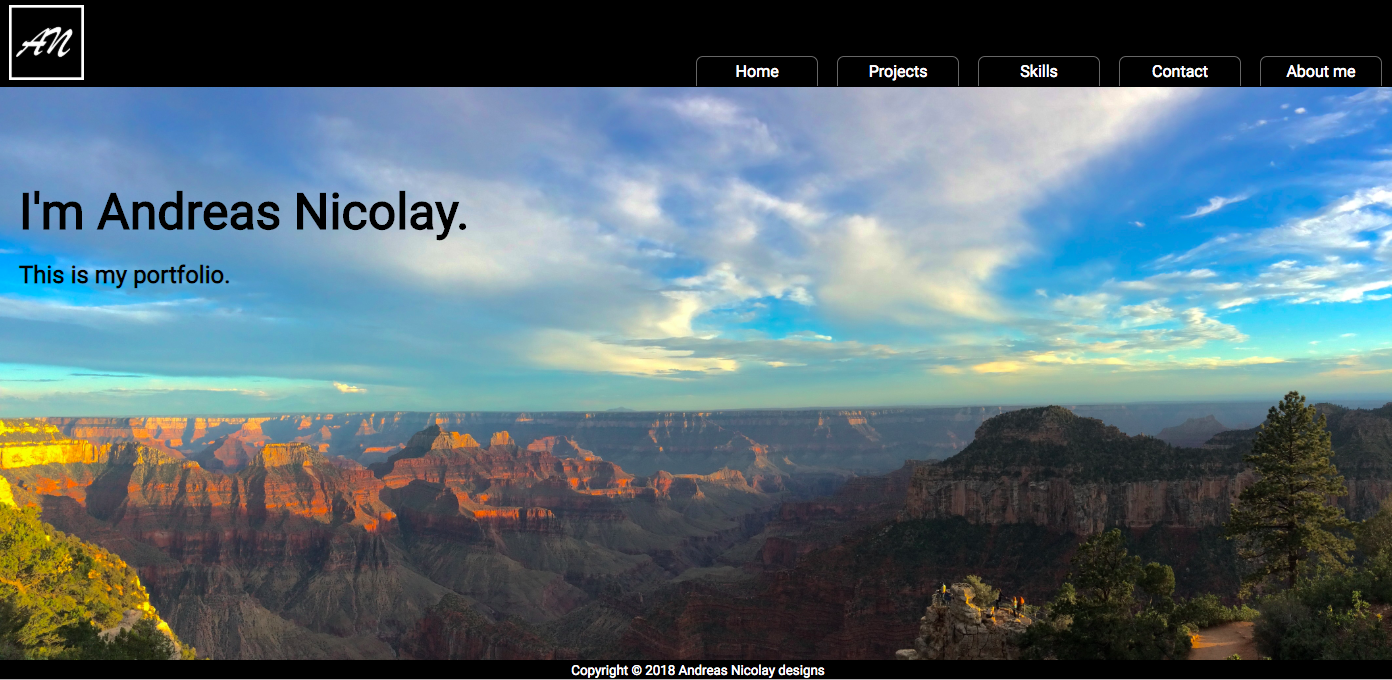 AN
Home Projects Skills Contact About me
I'm Andreas Nicolay.
This is my portfolio.
Copyright © 2018 Andreas Nicolay designs